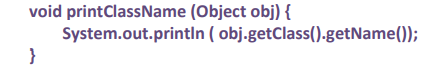 void printClassName (Object obj) {
System.out.println ( obj.getClass().getName());
}